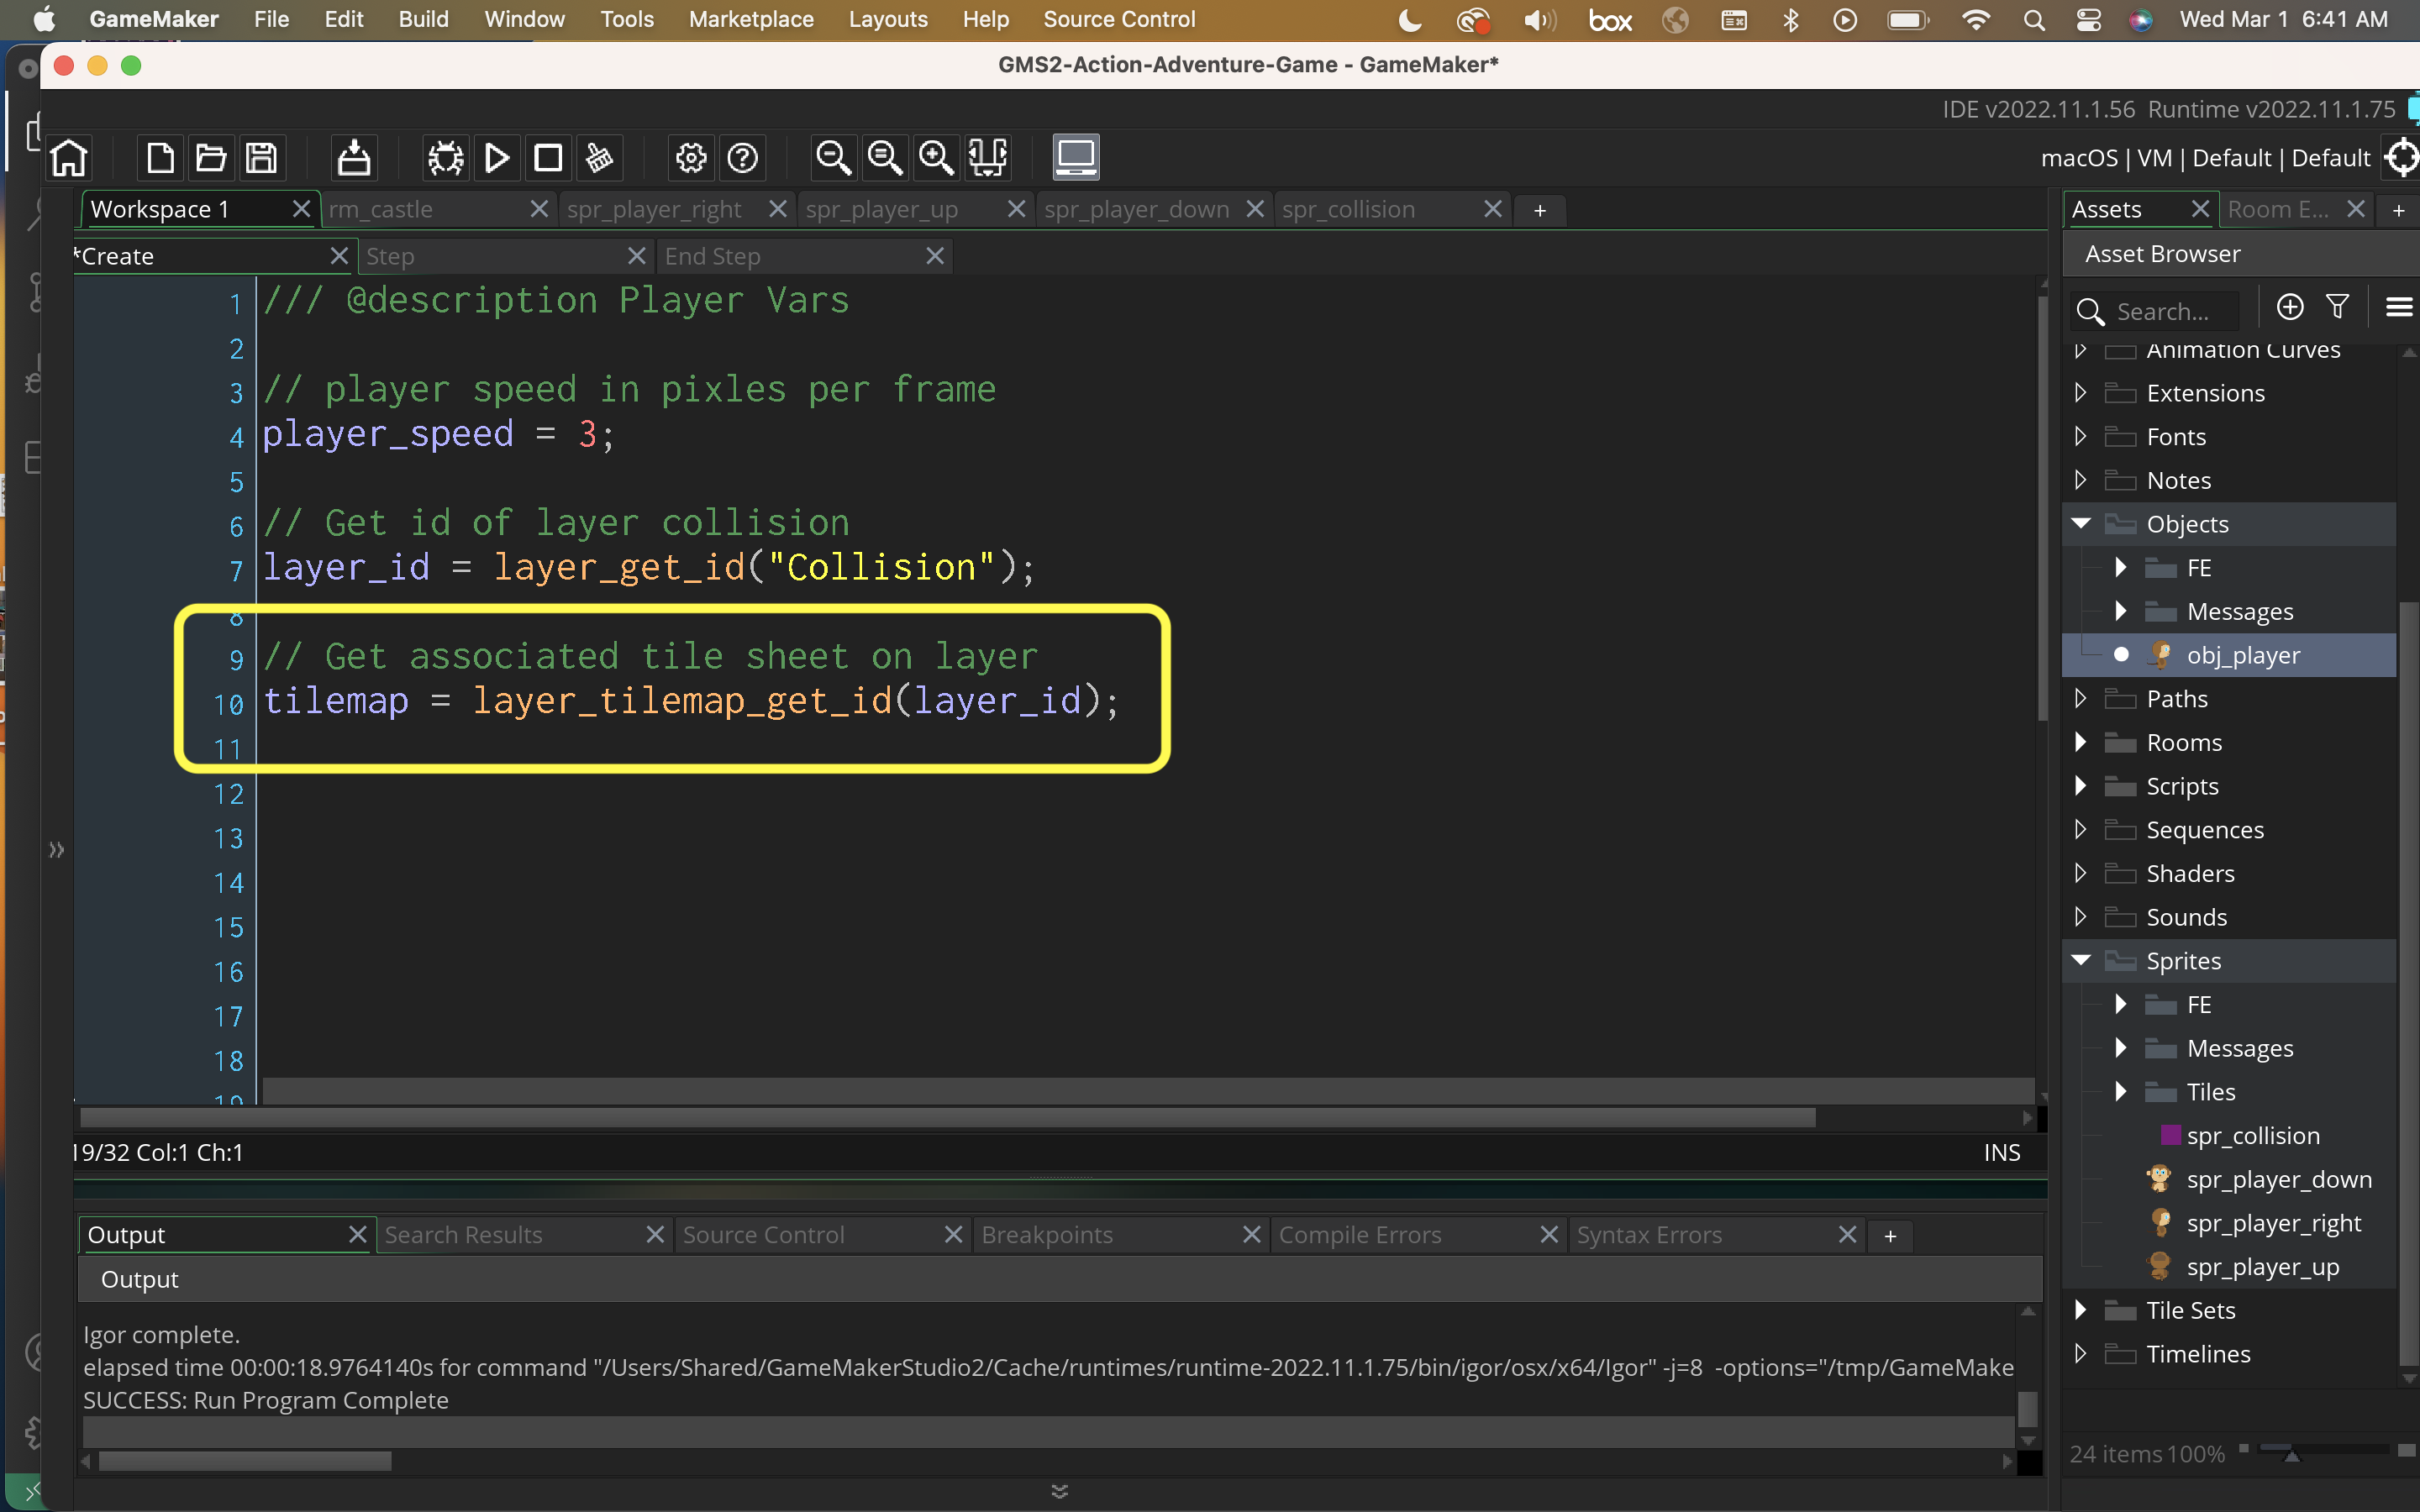 GameMaker File Edit Build Window Tools Marketplace Layouts Help Source Control box Wed Mar 1 6:41 AM
GMS2-Action-Adventure-Game - GameMaker*
IDE v2022.11.1.56 Runtime v2022.11.1.75
macOS | VM | Default | Default
Workspace 1 rm_castle spr_player_right spr_player_up spr_player_down spr_collision +
*Create Step End Step
1 /// @description Player Vars
2
3 // player speed in pixles per frame
4 player_speed = 3;
5
6 // Get id of layer collision
7 layer_id = layer_get_id("Collision");
8
9 // Get associated tile sheet on layer
10 tilemap = layer_tilemap_get_id(layer_id);
11
12
13
14
15
16
17
18
19
19/32 Col:1 Ch:1 INS
Output Search Results Source Control Breakpoints Compile Errors Syntax Errors +
Output
Igor complete.
elapsed time 00:00:18.9764140s for command "/Users/Shared/GameMakerStudio2/Cache/runtimes/runtime-2022.11.1.75/bin/igor/osx/x64/Igor" -j=8 -options="/tmp/GameMake
SUCCESS: Run Program Complete
Assets Room E... +
Asset Browser
Search...
Animation Curves
Extensions
Fonts
Notes
Objects
FE
Messages
obj_player
Paths
Rooms
Scripts
Sequences
Shaders
Sounds
Sprites
FE
Messages
Tiles
spr_collision
spr_player_down
spr_player_right
spr_player_up
Tile Sets
Timelines
24 items 100%